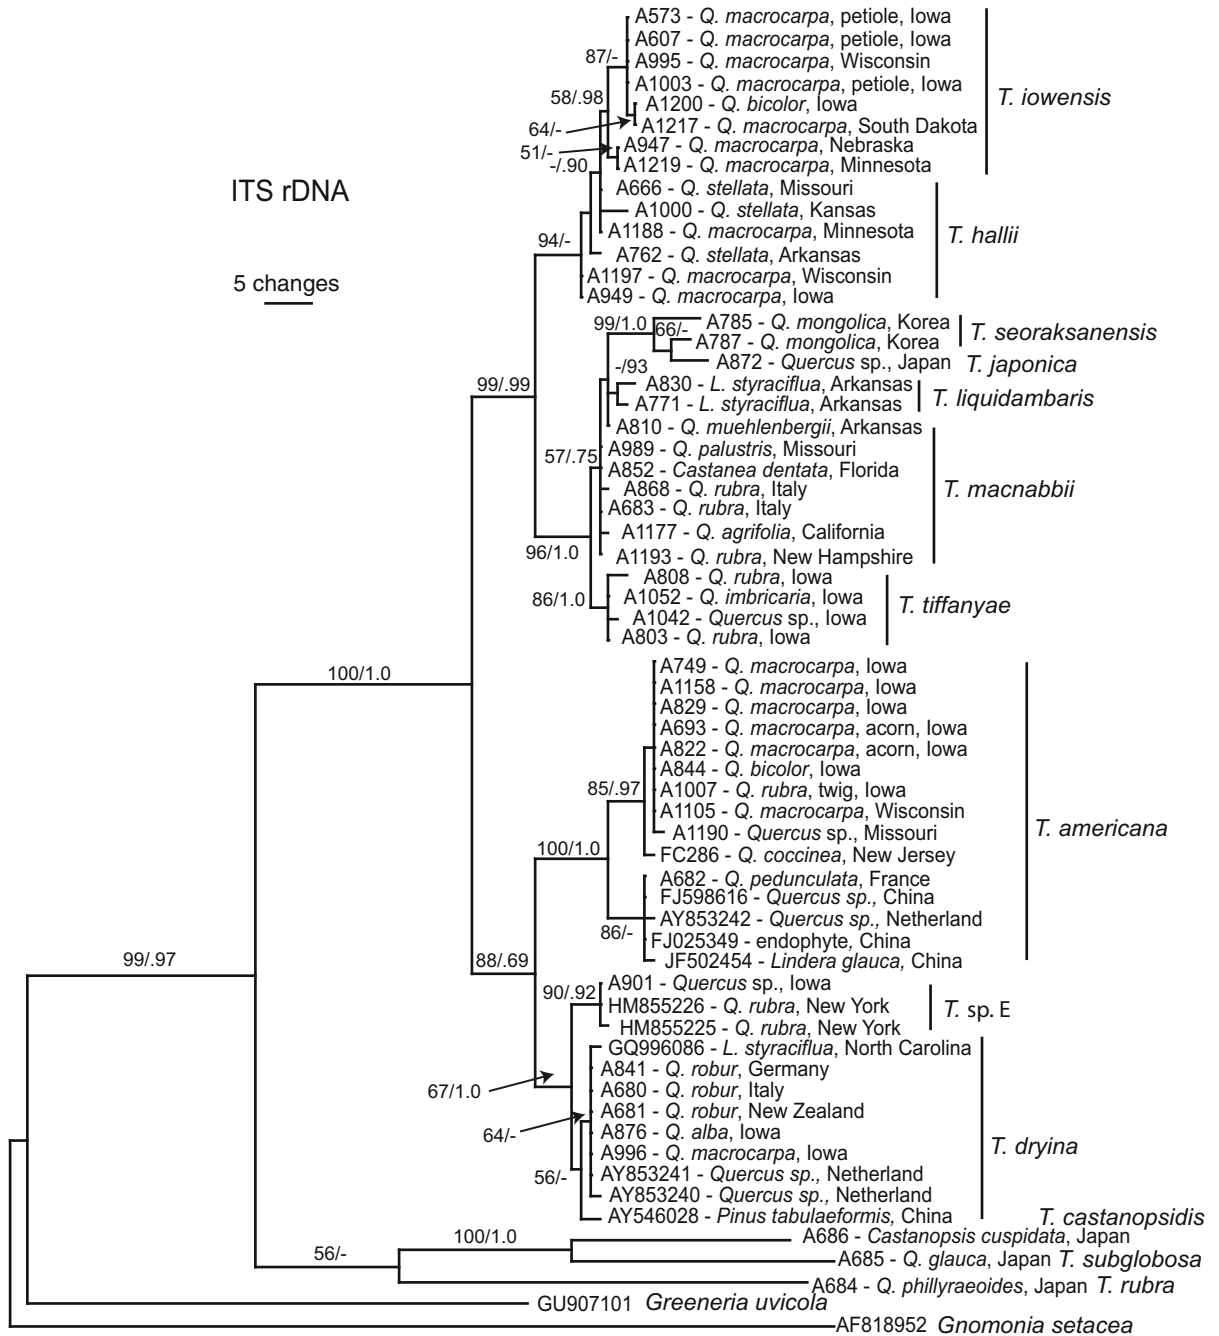 A573 - Q. macrocarpa, petiole, Iowa
A607 - Q. macrocarpa, petiole, Iowa
87/-
A995 - Q. macrocarpa, Wisconsin
A1003 - Q. macrocarpa, petiole, Iowa
58/.98
A1200 - Q. bicolor, Iowa
T. iowensis
64/-
A1217 - Q. macrocarpa, South Dakota
51/-
A947 - Q. macrocarpa, Nebraska
-/.90
A1219 - Q. macrocarpa, Minnesota
ITS rDNA
A666 - Q. stellata, Missouri
A1000 - Q. stellata, Kansas
A1188 - Q. macrocarpa, Minnesota
T. hallii
94/-
A762 - Q. stellata, Arkansas
A1197 - Q. macrocarpa, Wisconsin
5 changes
A949 - Q. macrocarpa, Iowa
99/1.0
66/-
A785 - Q. mongolica, Korea
T. seoraksanensis
A787 - Q. mongolica, Korea
A872 - Quercus sp., Japan
T. japonica
-/93
99/.99
A830 - L. styraciflua, Arkansas
T. liquidambaris
A771 - L. styraciflua, Arkansas
A810 - Q. muehlenbergii, Arkansas
A989 - Q. palustris, Missouri
57/.75
A852 - Castanea dentata, Florida
A868 - Q. rubra, Italy
T. macnabbii
A683 - Q. rubra, Italy
A1177 - Q. agrifolia, California
96/1.0
A1193 - Q. rubra, New Hampshire
A808 - Q. rubra, Iowa
86/1.0
A1052 - Q. imbricaria, Iowa
T. tiffanyae
A1042 - Quercus sp., Iowa
A803 - Q. rubra, Iowa
100/1.0
A749 - Q. macrocarpa, Iowa
A1158 - Q. macrocarpa, Iowa
A829 - Q. macrocarpa, Iowa
A693 - Q. macrocarpa, acorn, Iowa
A822 - Q. macrocarpa, acorn, Iowa
A844 - Q. bicolor, Iowa
85/.97
A1007 - Q. rubra, twig, Iowa
A1105 - Q. macrocarpa, Wisconsin
A1190 - Quercus sp., Missouri
T. americana
100/1.0
FC286 - Q. coccinea, New Jersey
A682 - Q. pedunculata, France
FJ598616 - Quercus sp., China
AY853242 - Quercus sp., Netherland
86/-
FJ025349 - endophyte, China
99/.97
88/.69
JF502454 - Lindera glauca, China
A901 - Quercus sp., Iowa
90/.92
HM855226 - Q. rubra, New York
T. sp. E
HM855225 - Q. rubra, New York
GQ996086 - L. styraciflua, North Carolina
A841 - Q. robur, Germany
67/1.0
A680 - Q. robur, Italy
A681 - Q. robur, New Zealand
64/-
A876 - Q. alba, Iowa
T. dryina
A996 - Q. macrocarpa, Iowa
56/-
AY853241 - Quercus sp., Netherland
AY853240 - Quercus sp., Netherland
AY546028 - Pinus tabulaeformis, China
T. castanopsidis
100/1.0
A686 - Castanopsis cuspidata, Japan
56/-
A685 - Q. glauca, Japan T. subglobosa
A684 - Q. phillyraeoides, Japan T. rubra
GU907101 Greeneria uvicola
AF818952 Gnomonia setacea